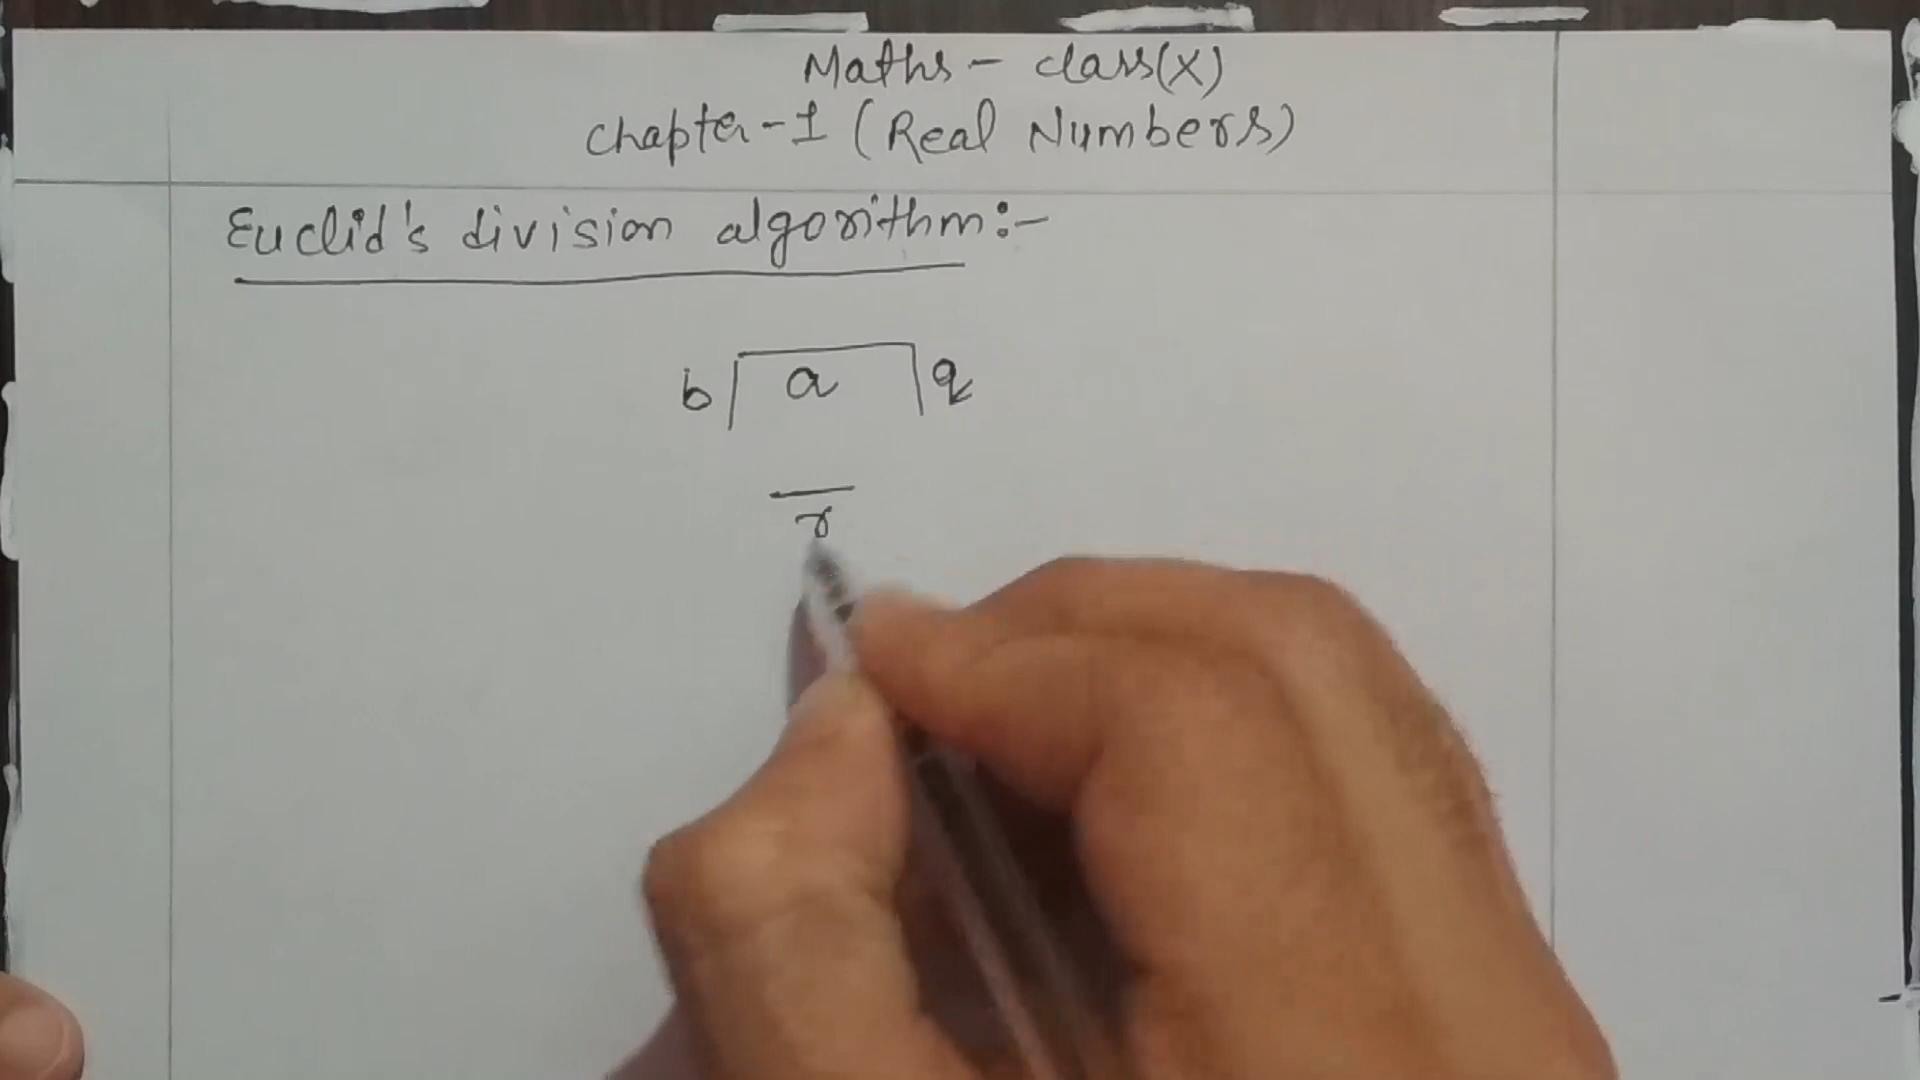 Maths - class(X)
Chapter-1 (Real Numbers)
Euclid's division algorithm:-
b a q
r